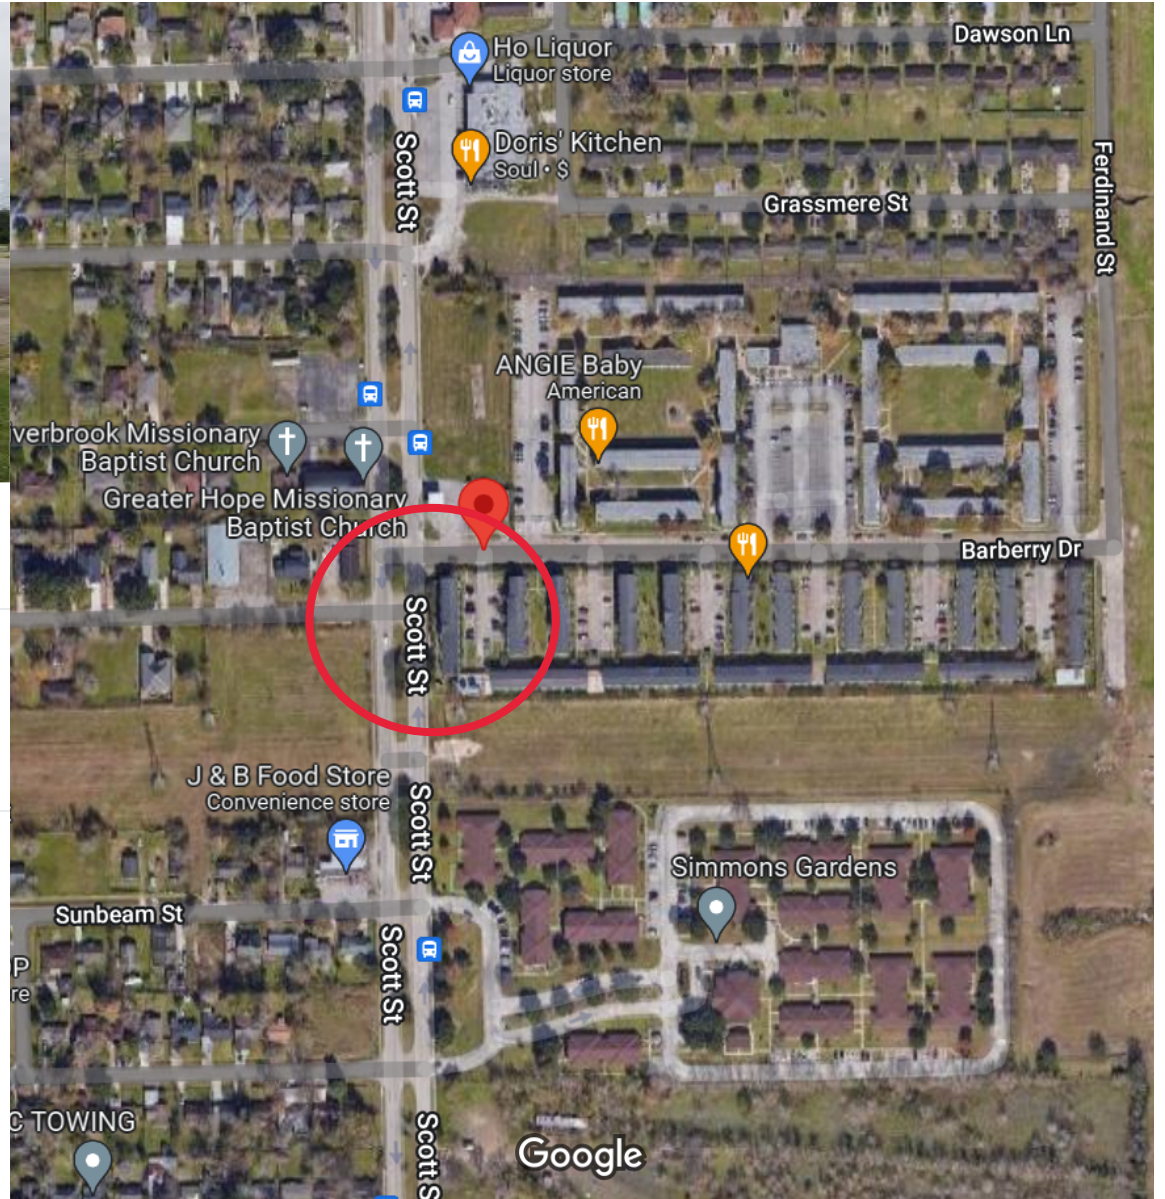 Dawson Ln
Ho Liquor
Liquor store
Scott St
Doris' Kitchen
Soul • $
Ferdinand St
Grassmere St
ANGIE Baby
American
verbrook Missionary
Baptist Church
Greater Hope Missionary
Baptist Church
Barberry Dr
Scott St
J & B Food Store
Convenience store
Scott St
Simmons Gardens
Sunbeam St
Scott St
P
re
C TOWING
Scott S
Google